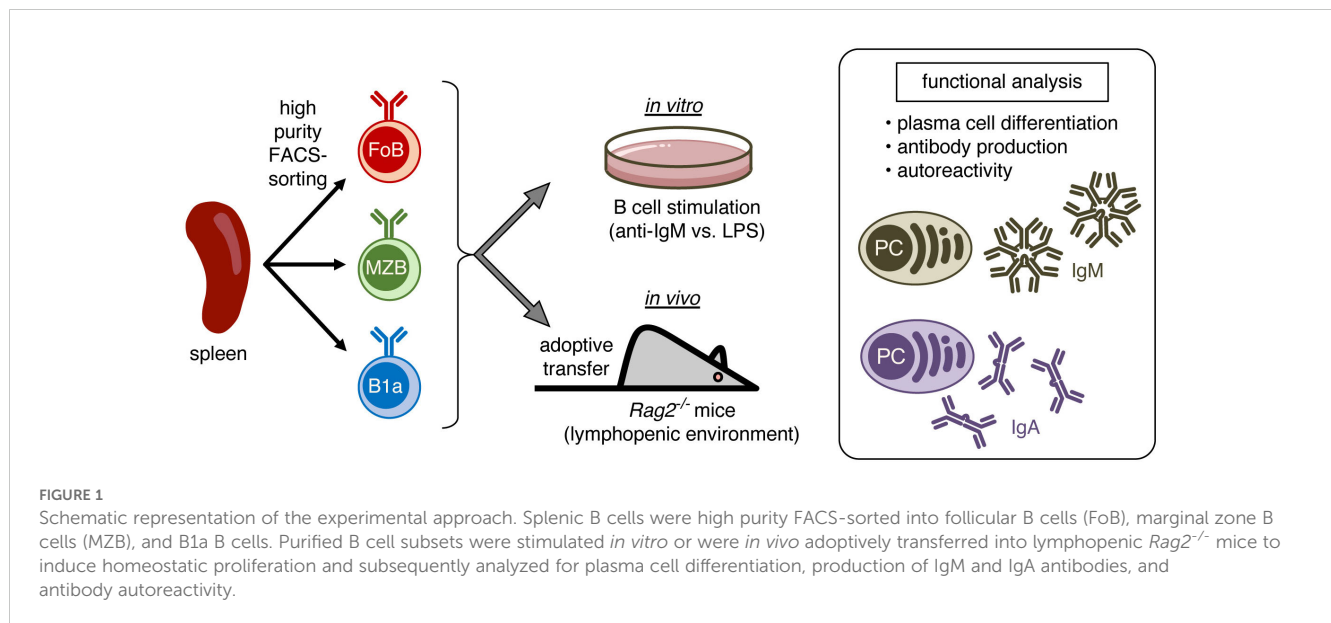 high
purity
FACS-
sorting
FoB
MZB
B1a
spleen
in vitro
B cell stimulation
(anti-IgM vs. LPS)
in vivo
adoptive
transfer
Rag2-/- mice
(lymphopenic environment)
functional analysis
• plasma cell differentiation
• antibody production
• autoreactivity
PC
IgM
PC
IgA
FIGURE 1
Schematic representation of the experimental approach. Splenic B cells were high purity FACS-sorted into follicular B cells (FoB), marginal zone B
cells (MZB), and B1a B cells. Purified B cell subsets were stimulated in vitro or were in vivo adoptively transferred into lymphopenic Rag2-/- mice to
induce homeostatic proliferation and subsequently analyzed for plasma cell differentiation, production of IgM and IgA antibodies, and
antibody autoreactivity.